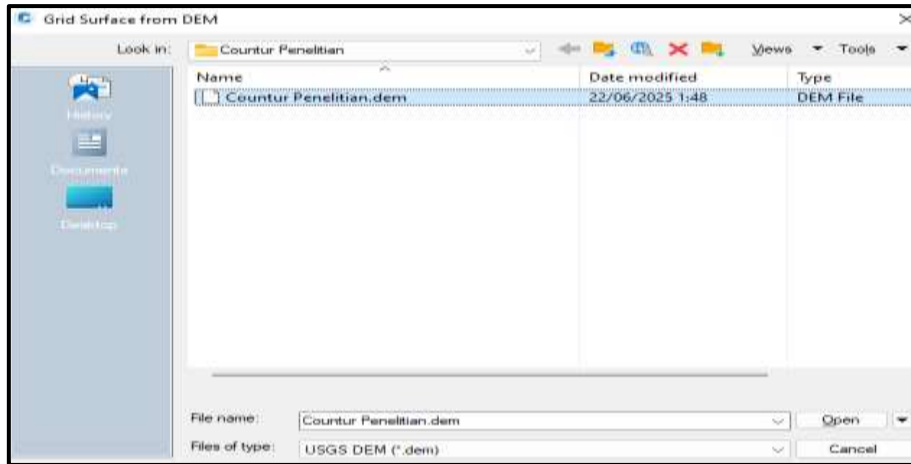 Grid Surface from DEM
Look in: Countur Penelitian Views Tools
Name Date modified Type
Countur Penelitian.dem 22/06/2025 1:48 DEM File
History
Documents
Desktop
File name: Countur Penelitian.dem Open
Files of type: USGS DEM (*.dem) Cancel